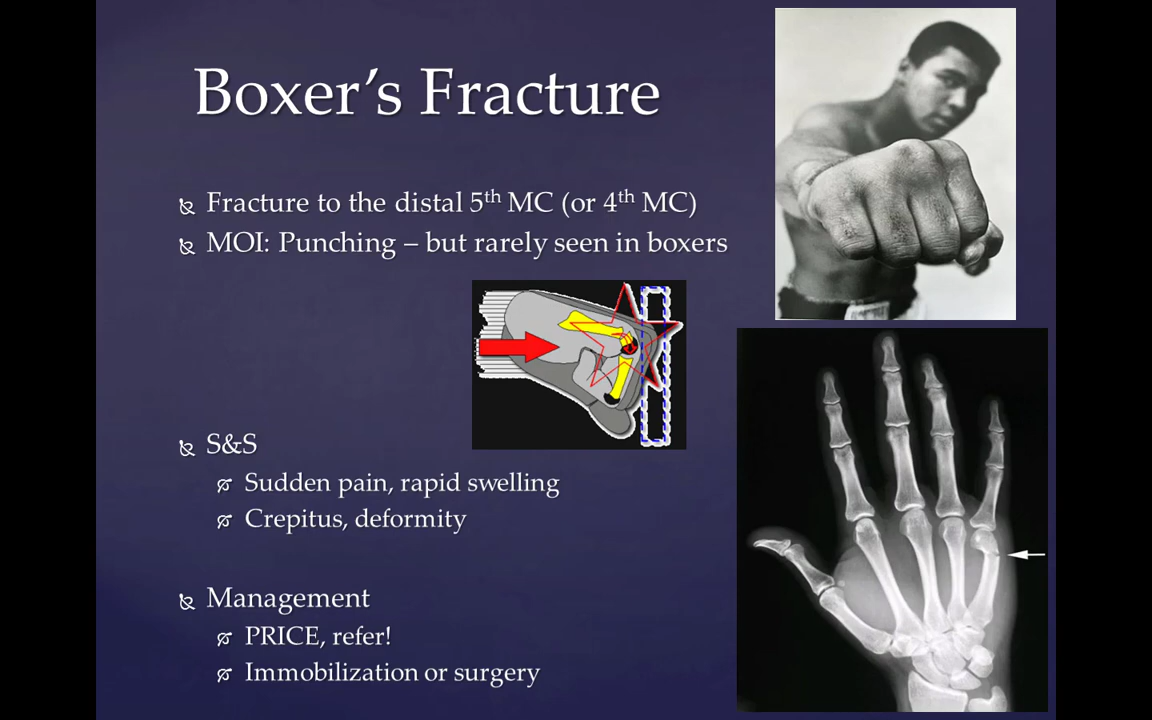 Boxer’s Fracture
Fracture to the distal 5th MC (or 4th MC)
MOI: Punching – but rarely seen in boxers
S&S
Sudden pain, rapid swelling
Crepitus, deformity
Management
PRICE, refer!
Immobilization or surgery